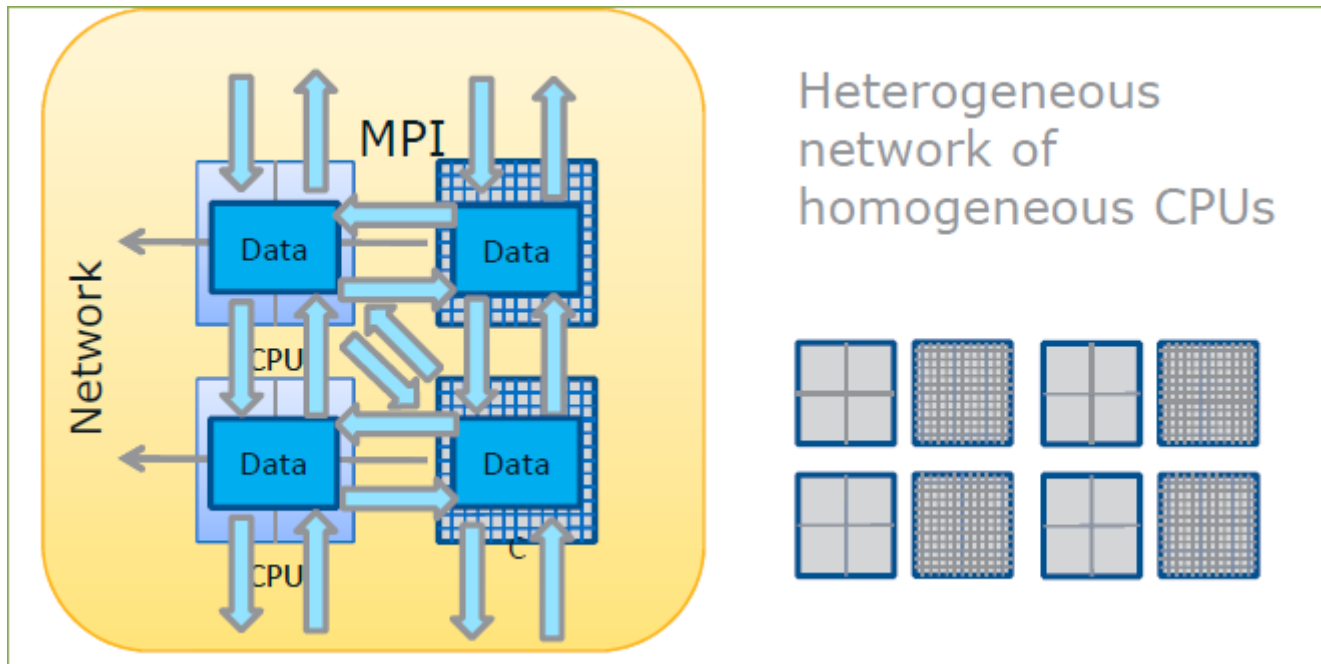 MPI
Data
Data
Network
CPU
Data
Data
C
CPU
Heterogeneous
network of
homogeneous CPUs